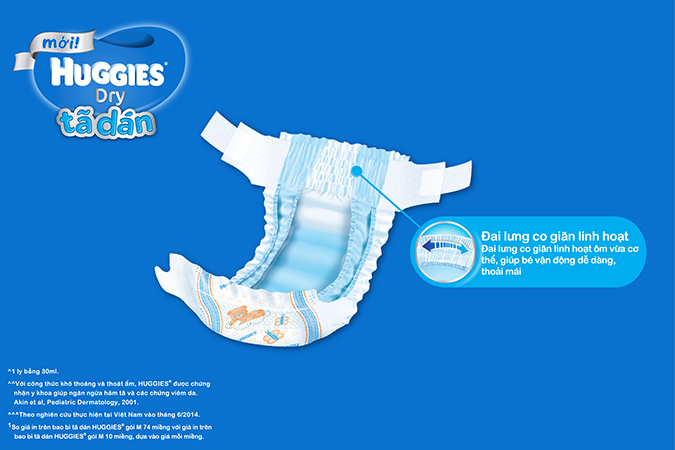 mới!
HUGGIES®
Dry
tã dán
Đai lưng co giãn linh hoạt
Đai lưng co giãn linh hoạt ôm vừa cơ
thể, giúp bé vận động dễ dàng,
thoải mái
^1 ly bằng 30ml.
^^Với công thức khô thoáng và thoát ẩm, HUGGIES® được chứng
nhận y khoa giúp ngăn ngừa hăm tã và các chứng viêm da.
Akin et al, Pediatric Dermatology, 2001.
^^^Theo nghiên cứu thực hiện tại Việt Nam vào tháng 6/2014.
1So giá in trên bao bì tã dán HUGGIES® gói M 74 miếng với giá in trên
bao bì tã dán HUGGIES® gói M 10 miếng, dựa vào giá mỗi miếng.